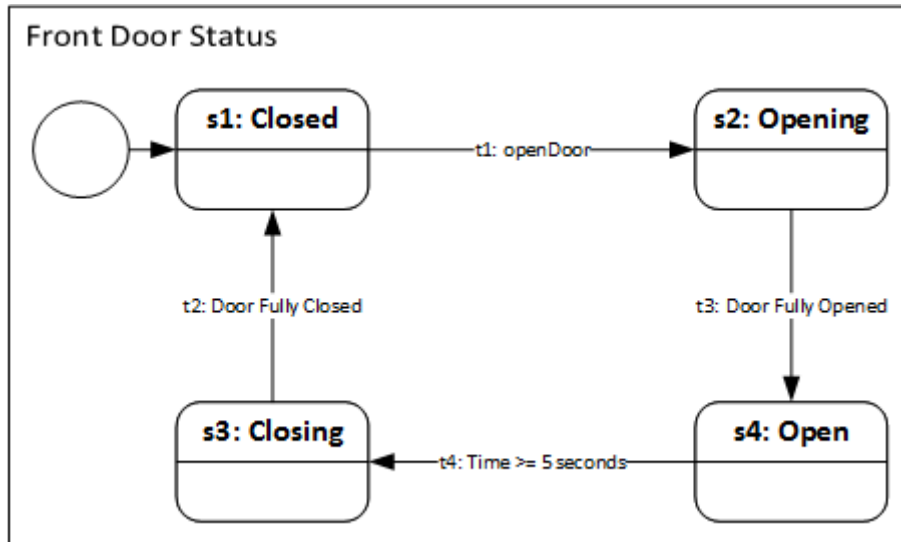 Front Door Status
s1: Closed
s2: Opening
t1: openDoor
t2: Door Fully Closed
t3: Door Fully Opened
s3: Closing
s4: Open
t4: Time >= 5 seconds